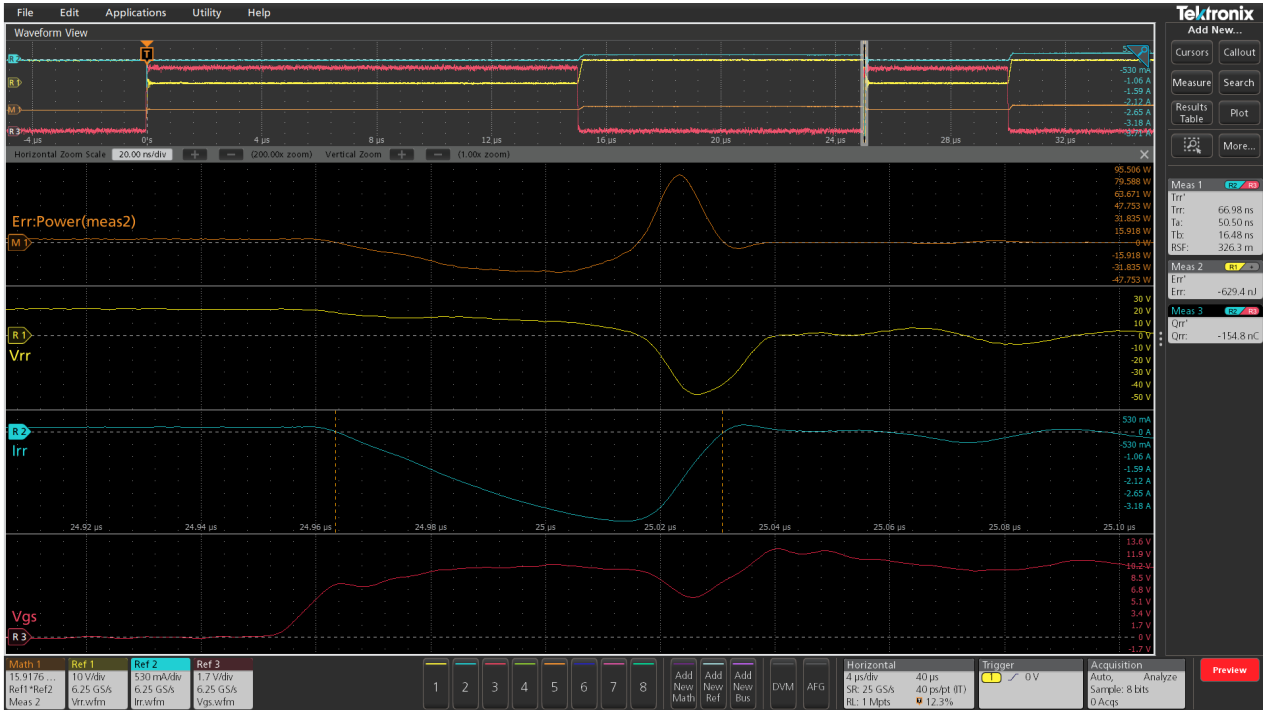 File Edit Applications Utility Help
Tektronix
Waveform View
Add New...
Cursors Callout
Measure Search
Results Table Plot
More...
R2
R1
M1
R3
T
-530 mA
-1.06 A
-1.59 A
-2.12 A
-2.65 A
-3.18 A
-3.71 A
-4 µs 0 s 4 µs 8 µs 12 µs 16 µs 20 µs 24 µs 28 µs 32 µs
Horizontal Zoom Scale 20.00 ns/div + − (200.00x zoom) Vertical Zoom + − (1.00x zoom) X
95.506 W
79.588 W
63.671 W
47.753 W
31.835 W
15.918 W
0 W
-15.918 W
-31.835 W
-47.753 W
Err:Power(meas2)
M 1
30 V
20 V
10 V
0 V
-10 V
-20 V
-30 V
-40 V
-50 V
R 1
Vrr
530 mA
0 A
-530 mA
-1.06 A
-1.59 A
-2.12 A
-2.65 A
-3.18 A
R 2
Irr
24.92 µs 24.94 µs 24.96 µs 24.98 µs 25 µs 25.02 µs 25.04 µs 25.06 µs 25.08 µs 25.10 µs
13.6 V
11.9 V
10.2 V
8.5 V
6.8 V
5.1 V
3.4 V
1.7 V
0 V
-1.7 V
Vgs
R 3
Meas 1 R2 R3
Trr'
Trr: 66.98 ns
Ta: 50.50 ns
Tb: 16.48 ns
RSF: 326.3 m
Meas 2 R1
Err'
Err: -629.4 nJ
Meas 3 R2 R3
Qrr'
Qrr: -154.8 nC
Math 1
15.9176 ...
Ref1*Ref2
Meas 2
Ref 1
10 V/div
6.25 GS/s
Vrr.wfm
Ref 2
530 mA/div
6.25 GS/s
Irr.wfm
Ref 3
1.7 V/div
6.25 GS/s
Vgs.wfm
1 2 3 4 5 6 7 8
Add New Math
Add New Ref
Add New Bus
DVM AFG
Horizontal
4 µs/div 40 µs
SR: 25 GS/s 40 ps/pt (IT)
RL: 1 Mpts 12.3%
Trigger
1 0 V
Acquisition
Auto, Analyze
Sample: 8 bits
0 Acqs
Preview